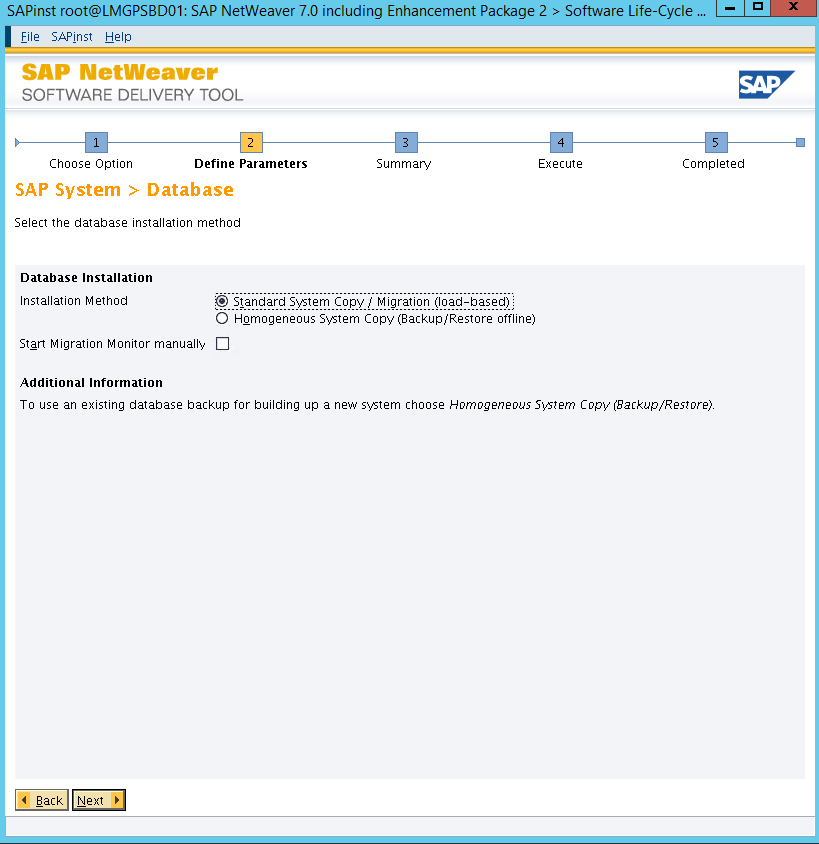 SAPinst root@LMGPSBD01: SAP NetWeaver 7.0 including Enhancement Package 2 > Software Life-Cycle ...
File SAPinst Help
SAP NetWeaver
SOFTWARE DELIVERY TOOL
SAP
1 2 3 4 5
Choose Option Define Parameters Summary Execute Completed
SAP System > Database
Select the database installation method
Database Installation
Installation Method Standard System Copy / Migration (load-based)
Homogeneous System Copy (Backup/Restore offline)
Start Migration Monitor manually
Additional Information
To use an existing database backup for building up a new system choose Homogeneous System Copy (Backup/Restore).
Back Next